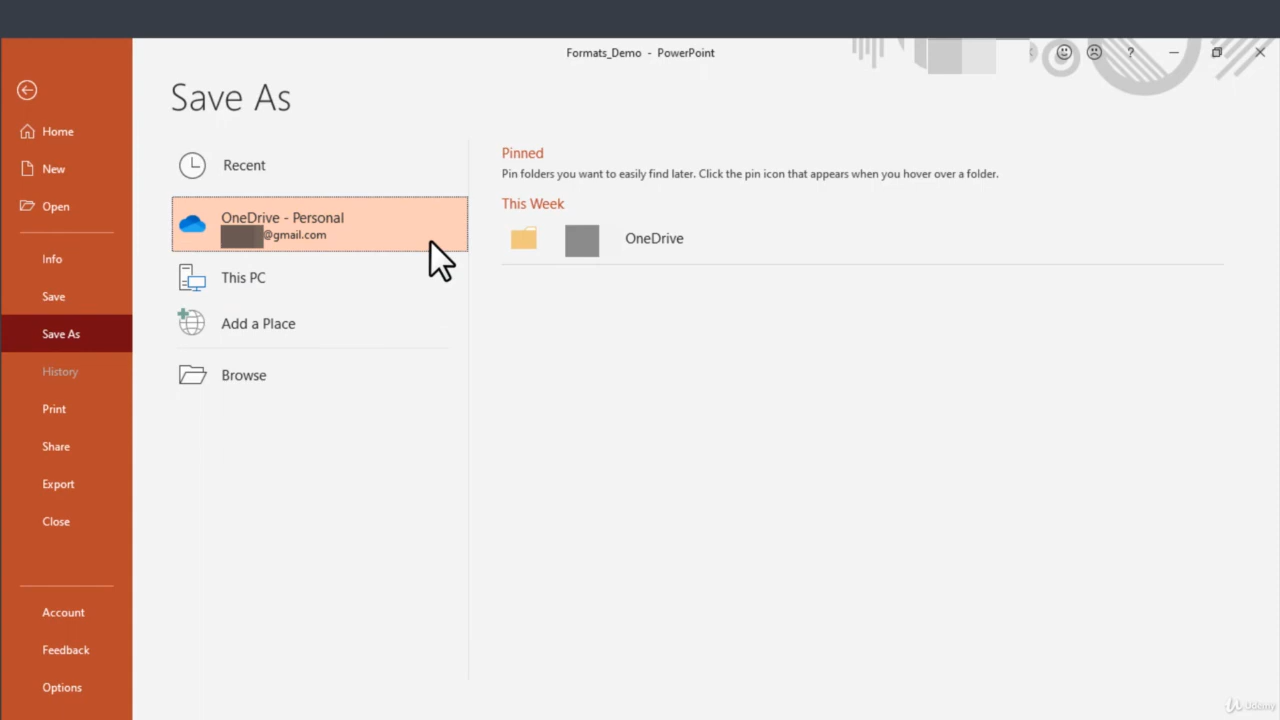 Formats_Demo - PowerPoint
?
Save As
Home
New
Open
Info
Save
Save As
History
Print
Share
Export
Close
Account
Feedback
Options
Recent
OneDrive - Personal
@gmail.com
This PC
Add a Place
Browse
Pinned
Pin folders you want to easily find later. Click the pin icon that appears when you hover over a folder.
This Week
OneDrive
Udemy